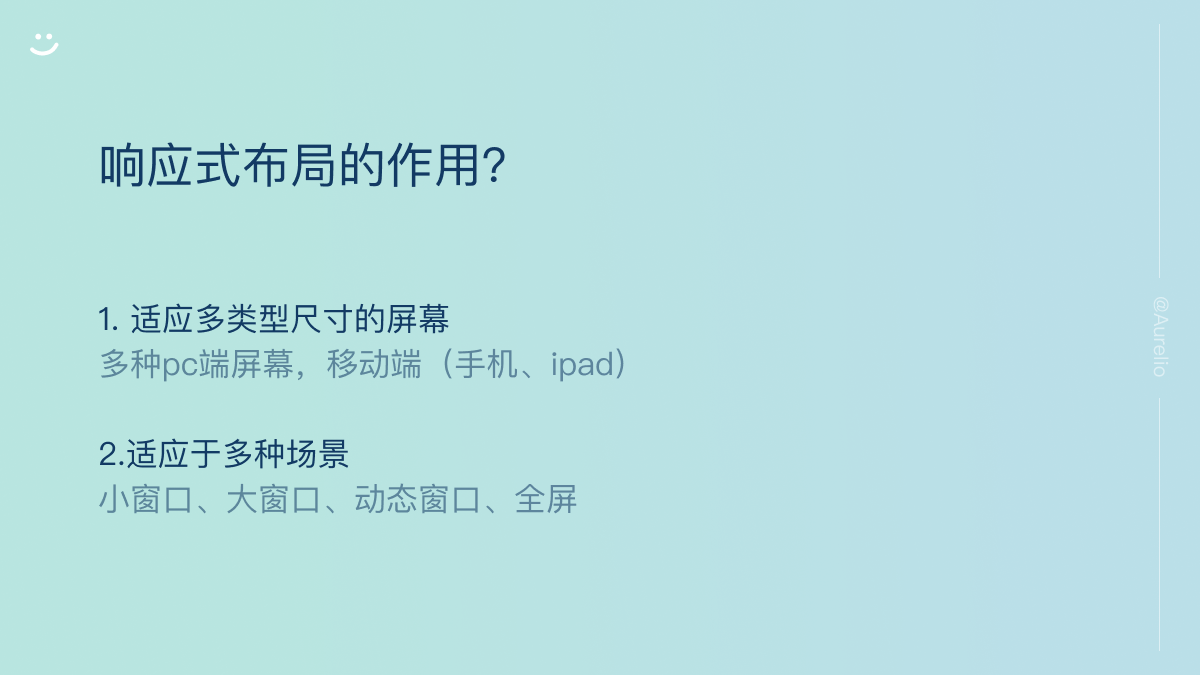 响应式布局的作用?
1. 适应多类型尺寸的屏幕
多种pc端屏幕，移动端（手机、ipad）
2.适应于多种场景
小窗口、大窗口、动态窗口、全屏
@Aurelio